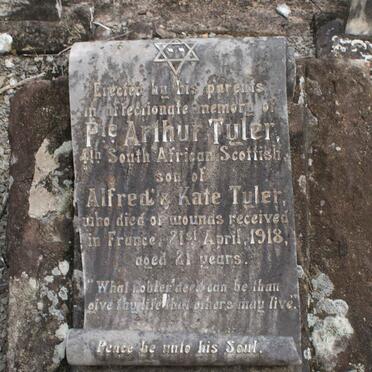 Erected by his parents
in affectionate memory of
Pte Arthur Tyler,
4th South African Scottish,
son of
Alfred & Kate Tyler,
who died of wounds received
in France, 21st April, 1918,
aged 21 years.
"What nobler deed can be than
give thy life that others may live."
Peace be unto his Soul.